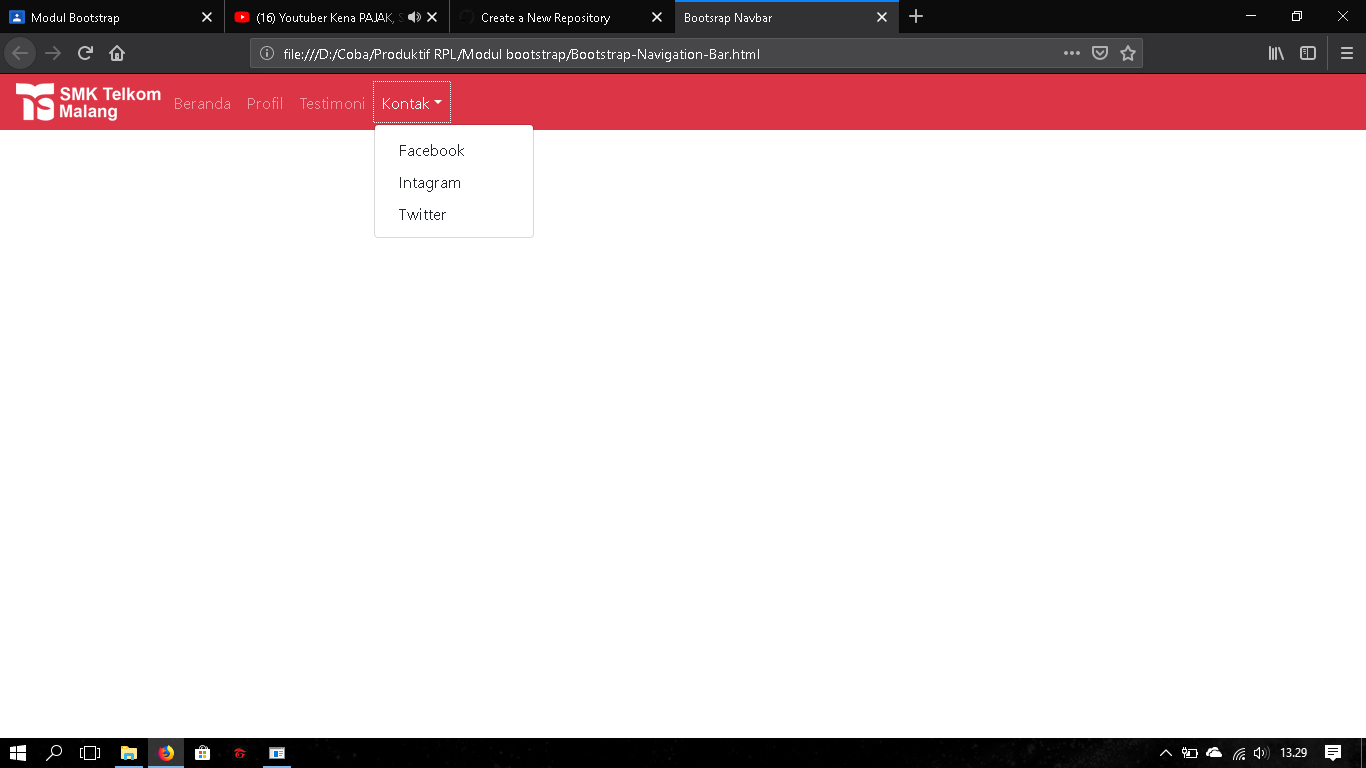 Modul Bootstrap
(16) Youtuber Kena PAJAK, S
Create a New Repository
Bootsrap Navbar
file:///D:/Coba/Produktif RPL/Modul bootstrap/Bootstrap-Navigation-Bar.html
SMK Telkom
Malang
Beranda Profil Testimoni Kontak
Facebook
Intagram
Twitter
13.29